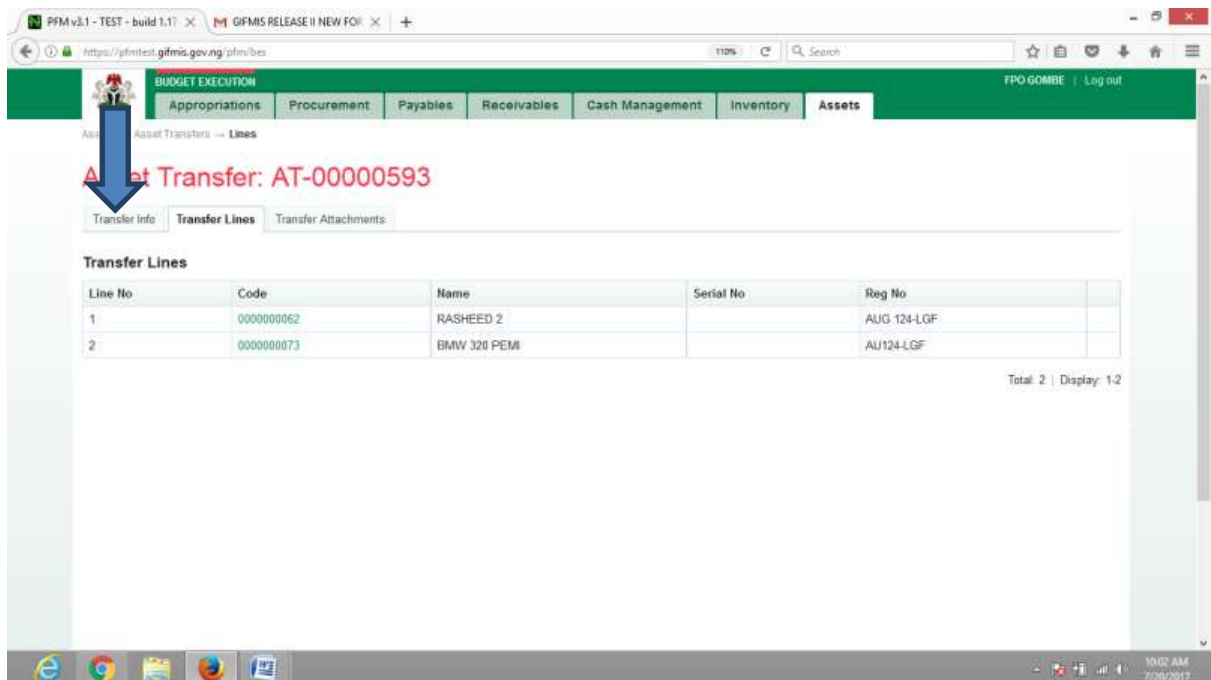 PFM v3.1 - TEST - build 1.1
GIFMIS RELEASE II NEW FOR
https://pfmtest.gifmis.gov.ng/pfm/bes
110%
Search
BUDGET EXECUTION
FPO GOMBE | Log out
Appropriations Procurement Payables Receivables Cash Management Inventory Assets
Asset Transfers → Lines
Transfer: AT-00000593
Transfer Info Transfer Lines Transfer Attachments
Transfer Lines
Line No Code Name Serial No Reg No
1 0000000062 RASHEED 2 AUG 124-LGF
2 0000000073 BMW 320 PEMI AU124-LGF
Total: 2 | Display: 1-2
10:02 AM
7/20/2017